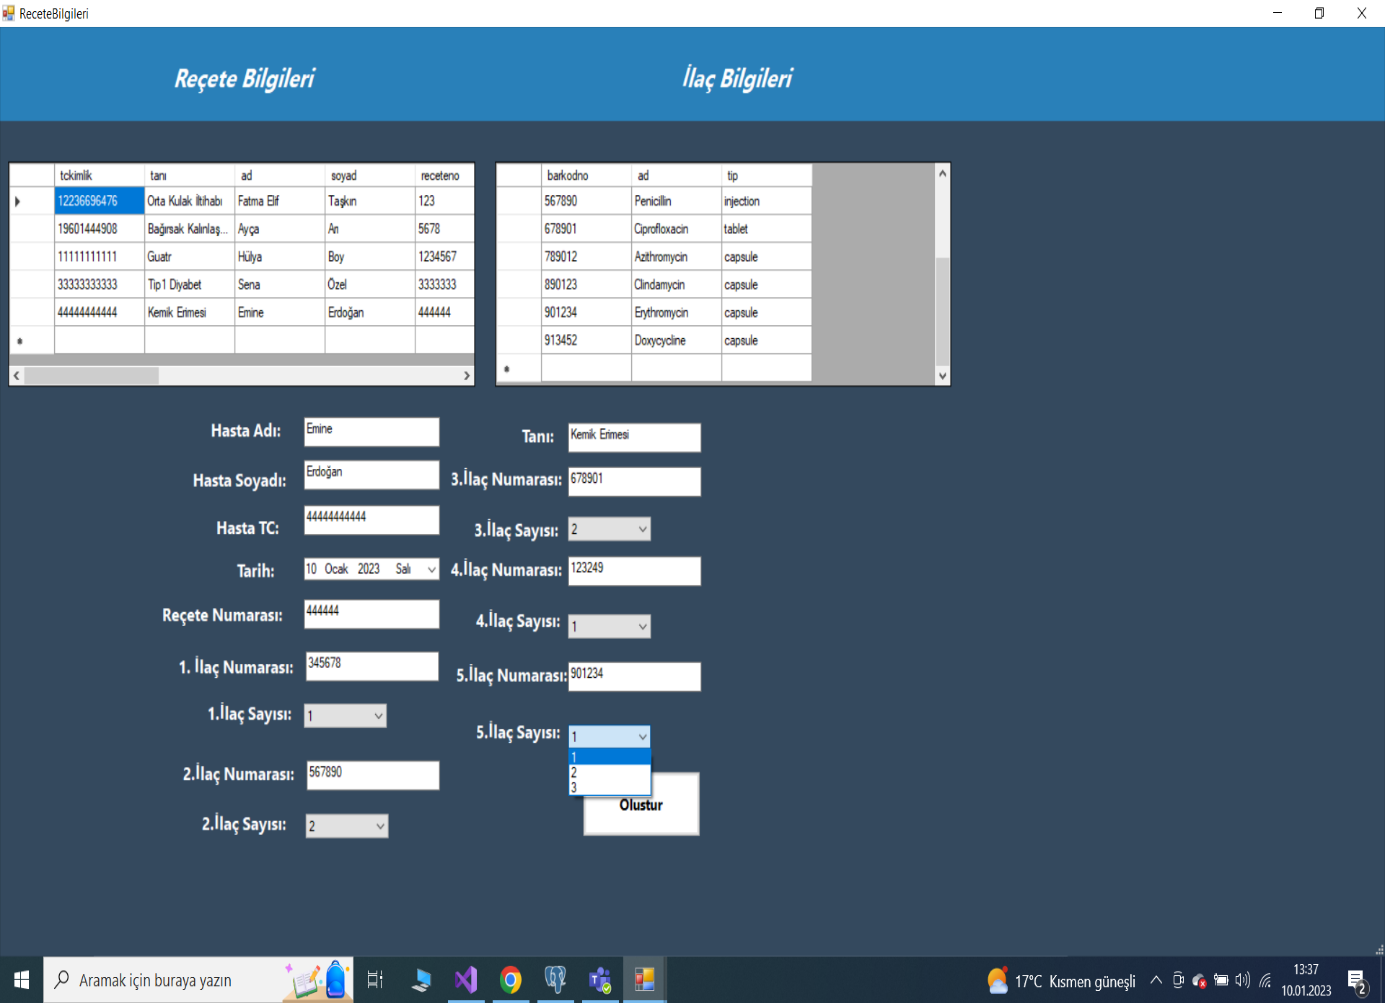 ReceteBilgileri
Reçete Bilgileri
İlaç Bilgileri
tckimlik tanı ad soyad receteno
12236696476 Orta Kulak İltihabı Fatma Elif Taşkın 123
19601444908 Bağırsak Kalınlaş... Ayça Arı 5678
11111111111 Guatr Hülya Boy 1234567
33333333333 Tip1 Diyabet Sena Özel 3333333
44444444444 Kemik Erimesi Emine Erdoğan 444444
barkodno ad tip
567890 Penicillin injection
678901 Ciprofloxacin tablet
789012 Azithromycin capsule
890123 Clindamycin capsule
901234 Erythromycin capsule
913452 Doxycycline capsule
Hasta Adı: Emine
Hasta Soyadı: Erdoğan
Hasta TC: 44444444444
Tarih: 10 Ocak 2023 Salı
Reçete Numarası: 444444
1. İlaç Numarası: 345678
1.İlaç Sayısı: 1
2.İlaç Numarası: 567890
2.İlaç Sayısı: 2
Tanı: Kemik Erimesi
3.İlaç Numarası: 678901
3.İlaç Sayısı: 2
4.İlaç Numarası: 123249
4.İlaç Sayısı: 1
5.İlaç Numarası: 901234
5.İlaç Sayısı: 1
1
2
3
Olustur
Aramak için buraya yazın
17°C Kısmen güneşli
13:37
10.01.2023
2